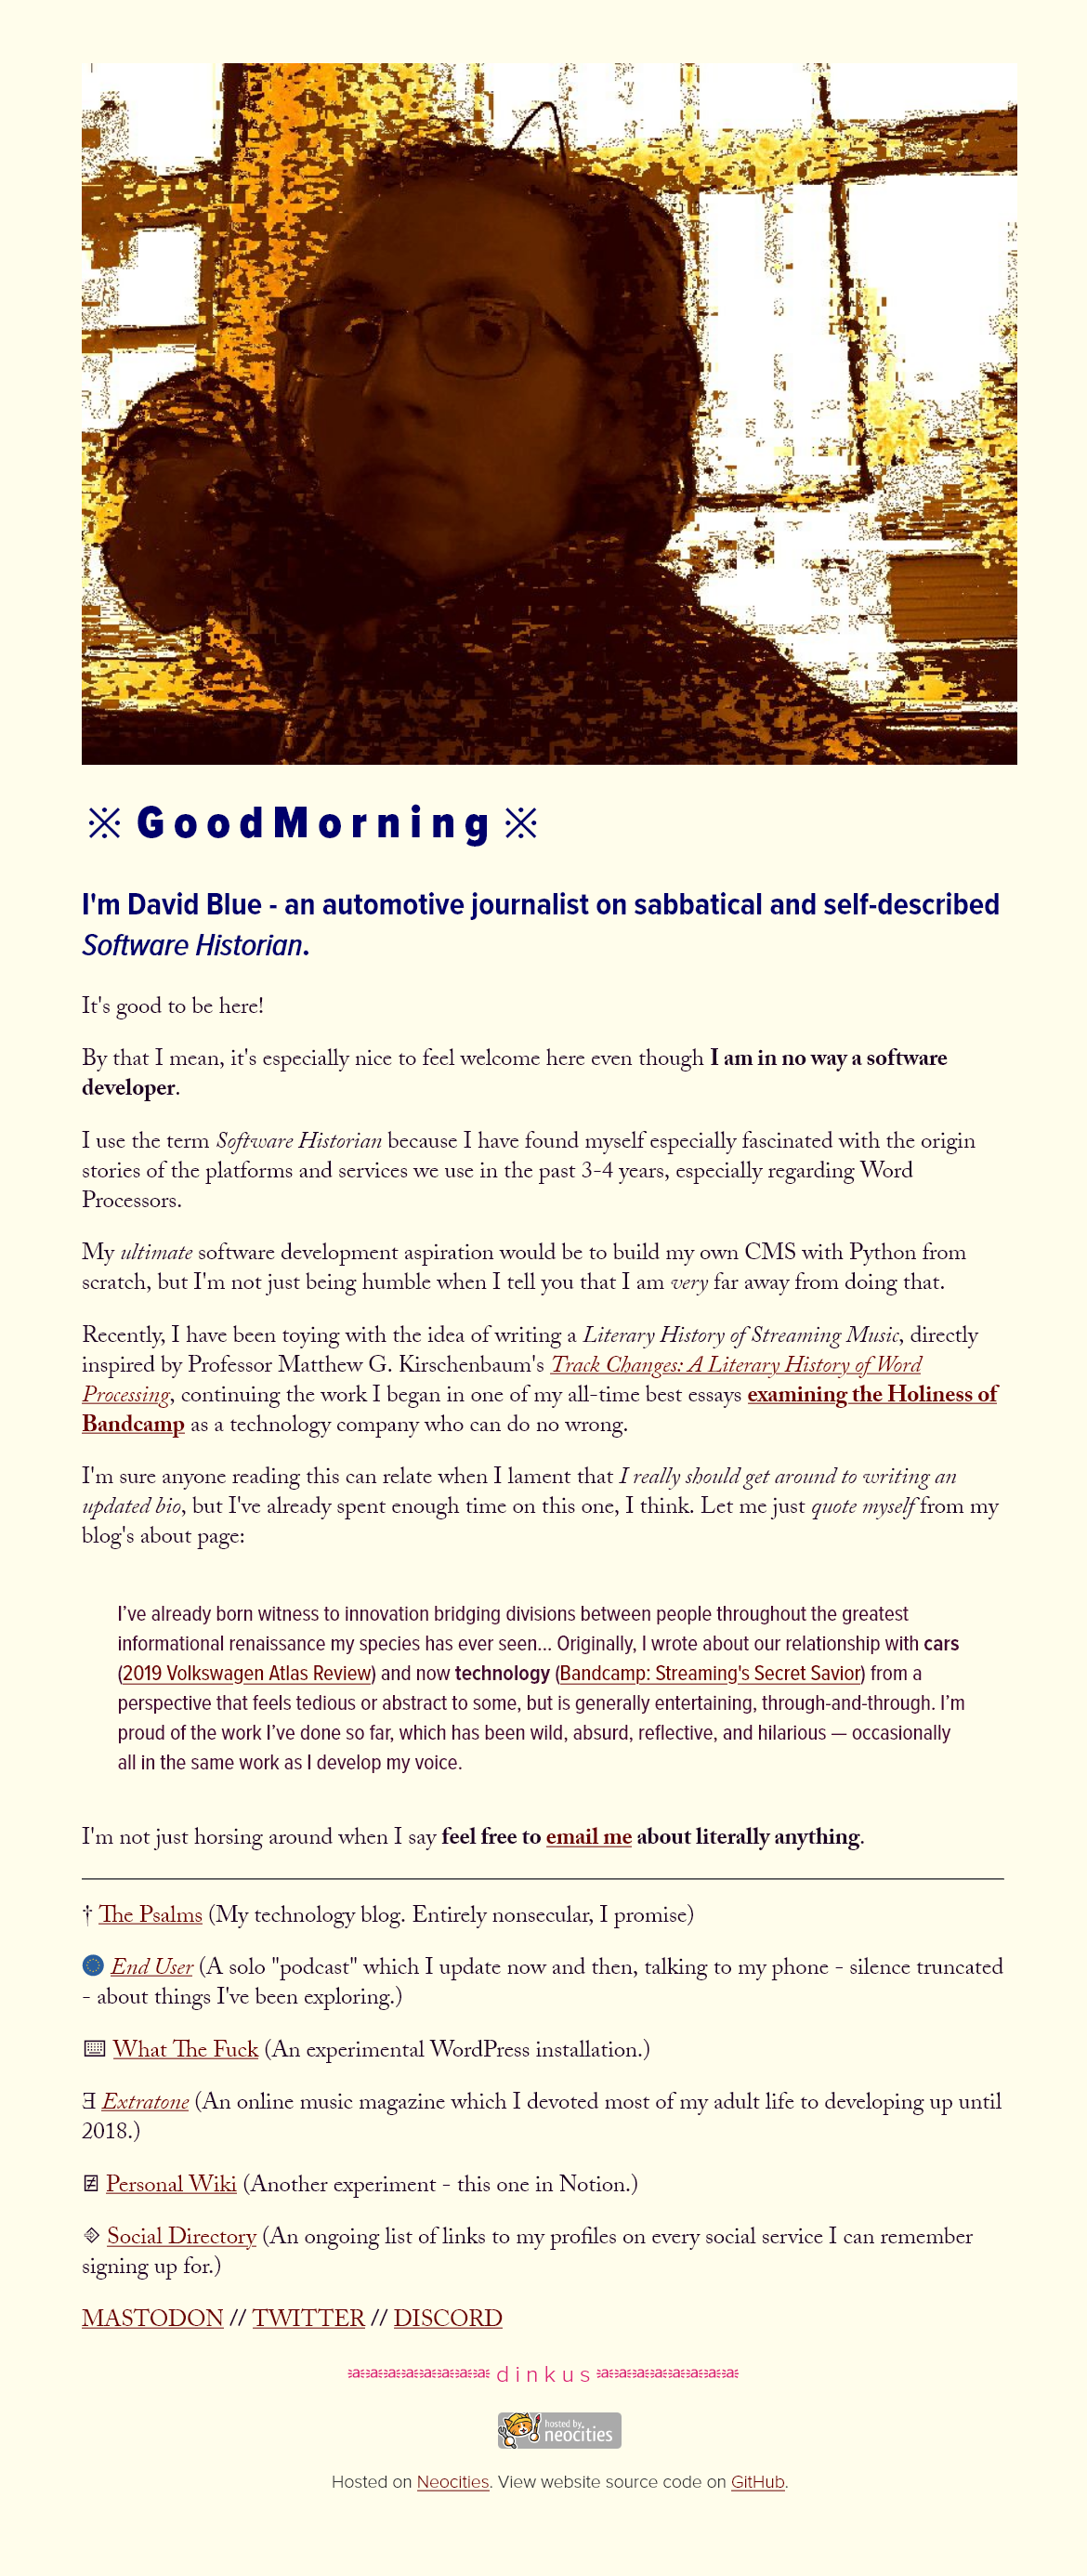 ※ GoodMorning ※
I'm David Blue - an automotive journalist on sabbatical and self-described
Software Historian.
It's good to be here!
By that I mean, it's especially nice to feel welcome here even though I am in no way a software
developer.
I use the term Software Historian because I have found myself especially fascinated with the origin
stories of the platforms and services we use in the past 3-4 years, especially regarding Word
Processors.
My ultimate software development aspiration would be to build my own CMS with Python from
scratch, but I'm not just being humble when I tell you that I am very far away from doing that.
Recently, I have been toying with the idea of writing a Literary History of Streaming Music, directly
inspired by Professor Matthew G. Kirschenbaum's Track Changes: A Literary History of Word
Processing, continuing the work I began in one of my all-time best essays examining the Holiness of
Bandcamp as a technology company who can do no wrong.
I'm sure anyone reading this can relate when I lament that I really should get around to writing an
updated bio, but I've already spent enough time on this one, I think. Let me just quote myself from my
blog's about page:
I’ve already born witness to innovation bridging divisions between people throughout the greatest
informational renaissance my species has ever seen... Originally, I wrote about our relationship with cars
(2019 Volkswagen Atlas Review) and now technology (Bandcamp: Streaming's Secret Savior) from a
perspective that feels tedious or abstract to some, but is generally entertaining, through-and-through. I’m
proud of the work I’ve done so far, which has been wild, absurd, reflective, and hilarious — occasionally
all in the same work as I develop my voice.
I'm not just horsing around when I say feel free to email me about literally anything.
† The Psalms (My technology blog. Entirely nonsecular, I promise)
End User (A solo "podcast" which I update now and then, talking to my phone - silence truncated
- about things I've been exploring.)
⌨ What The Fuck (An experimental WordPress installation.)
∃ Extratone (An online music magazine which I devoted most of my adult life to developing up until
2018.)
Personal Wiki (Another experiment - this one in Notion.)
Social Directory (An ongoing list of links to my profiles on every social service I can remember
signing up for.)
MASTODON // TWITTER // DISCORD
dinkus
hosted by
neocities
Hosted on Neocities. View website source code on GitHub.